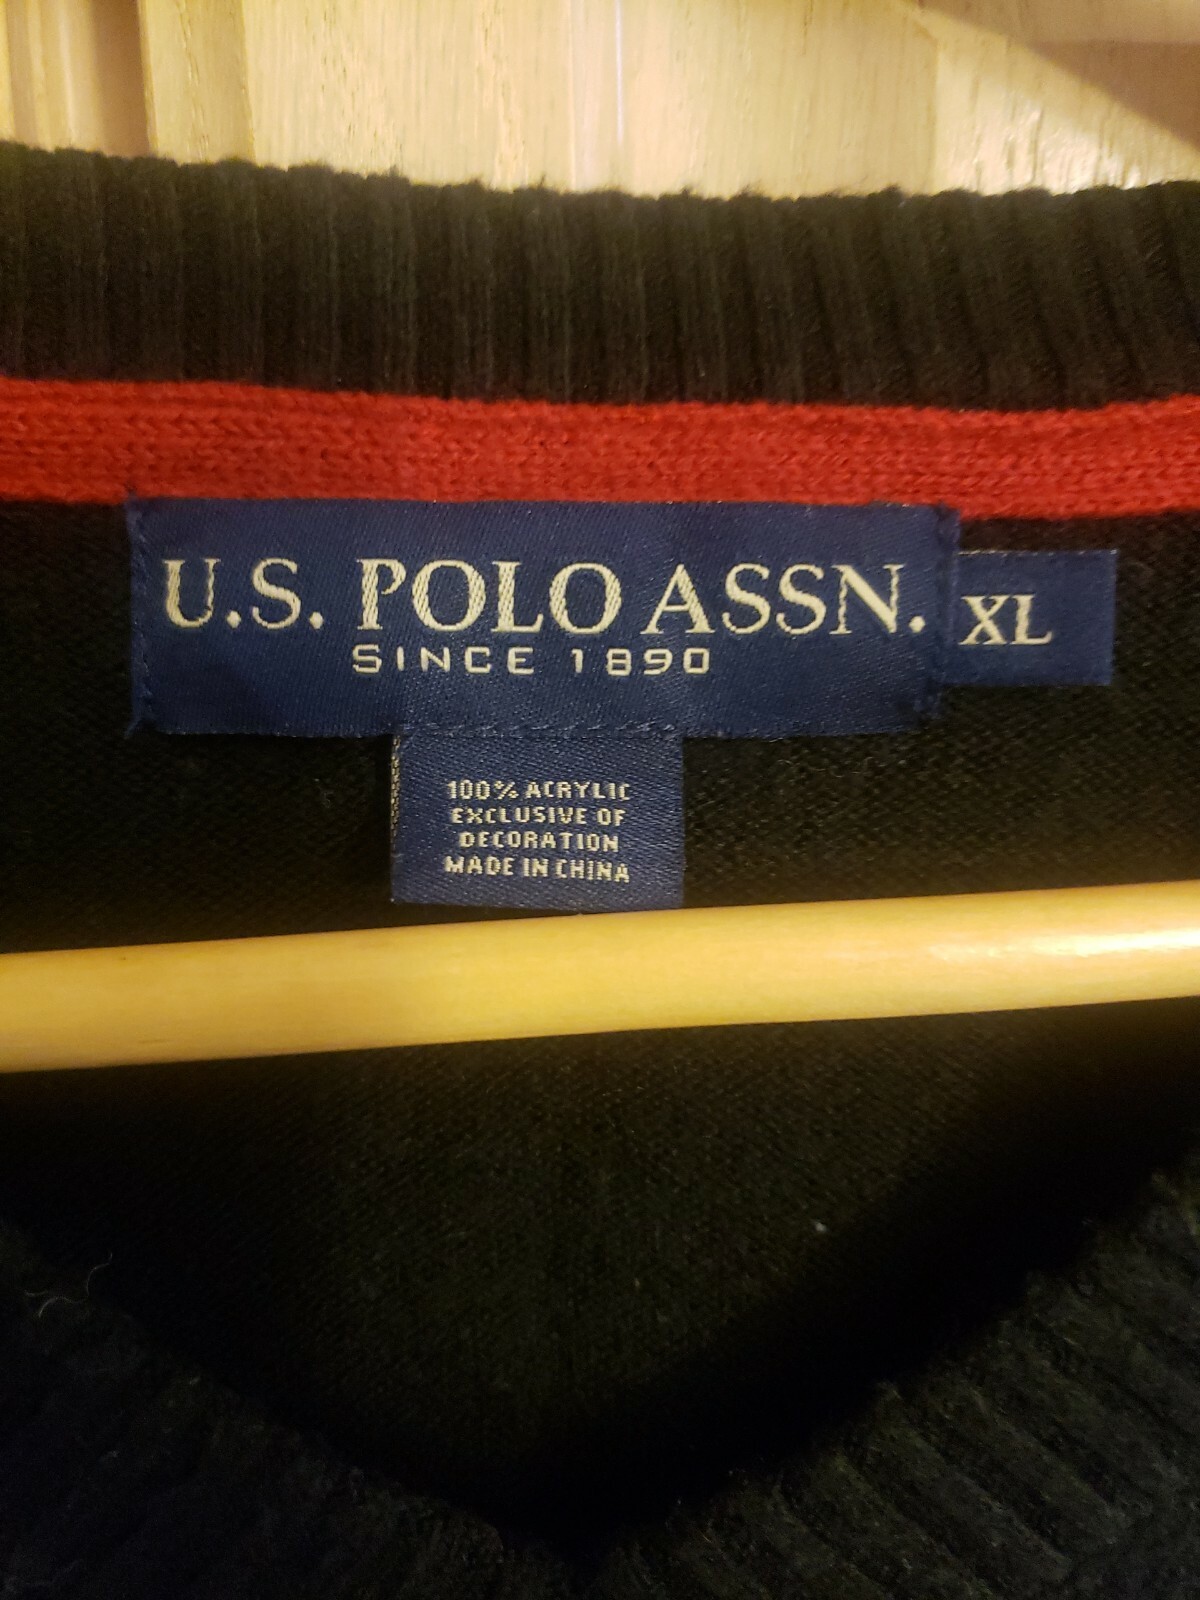 U.S. POLO ASSN.
SINCE 1890
XL
100% ACRYLIC
EXCLUSIVE OF
DECORATION
MADE IN CHINA